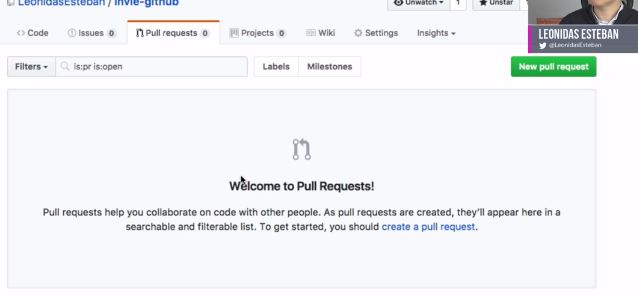 LeonidasEsteban / invie-github
Unwatch 1 Unstar
Code Issues 0 Pull requests 0 Projects 0 Wiki Settings Insights
LEONIDAS ESTEBAN
@LeonidasEsteban
Filters is:pr is:open Labels Milestones New pull request
Welcome to Pull Requests!
Pull requests help you collaborate on code with other people. As pull requests are created, they'll appear here in a
searchable and filterable list. To get started, you should create a pull request.